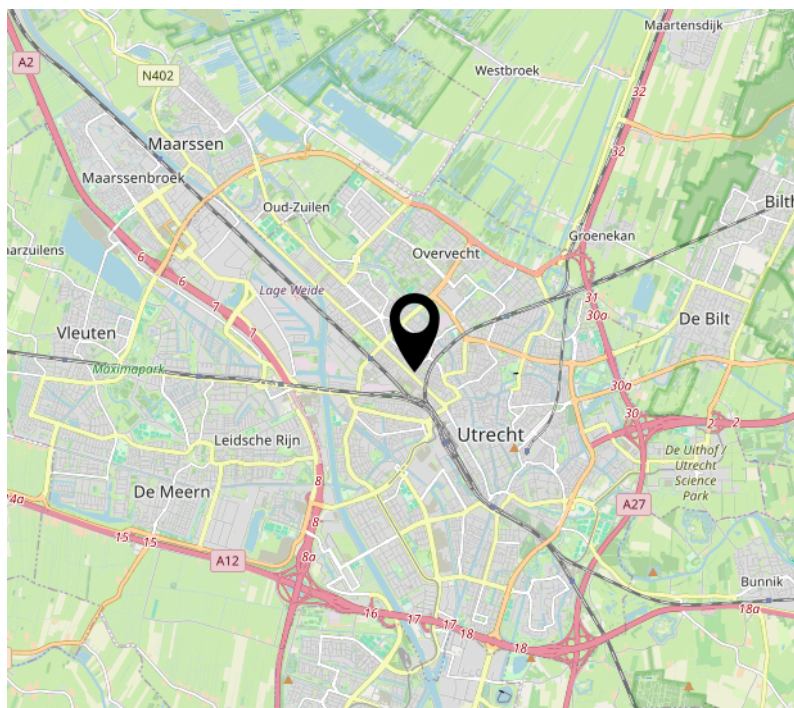 Maartensdijk
A2
N402
Westbroek
32
Maarssen
32
Maarssenbroek
Bilth
Oud-Zuilen
Groenekan
aarzuilens
Overvecht
6
6
Lage Weide
7
31
30a
7
De Bilt
Vleuten
Maximapark
30a
30
2
2
Utrecht
Leidsche Rijn
De Uithof /
Utrecht
Science
Park
8
De Meern
14a
8
A27
15
15
8a
A12
Bunnik
16
17
17
18
18a
18